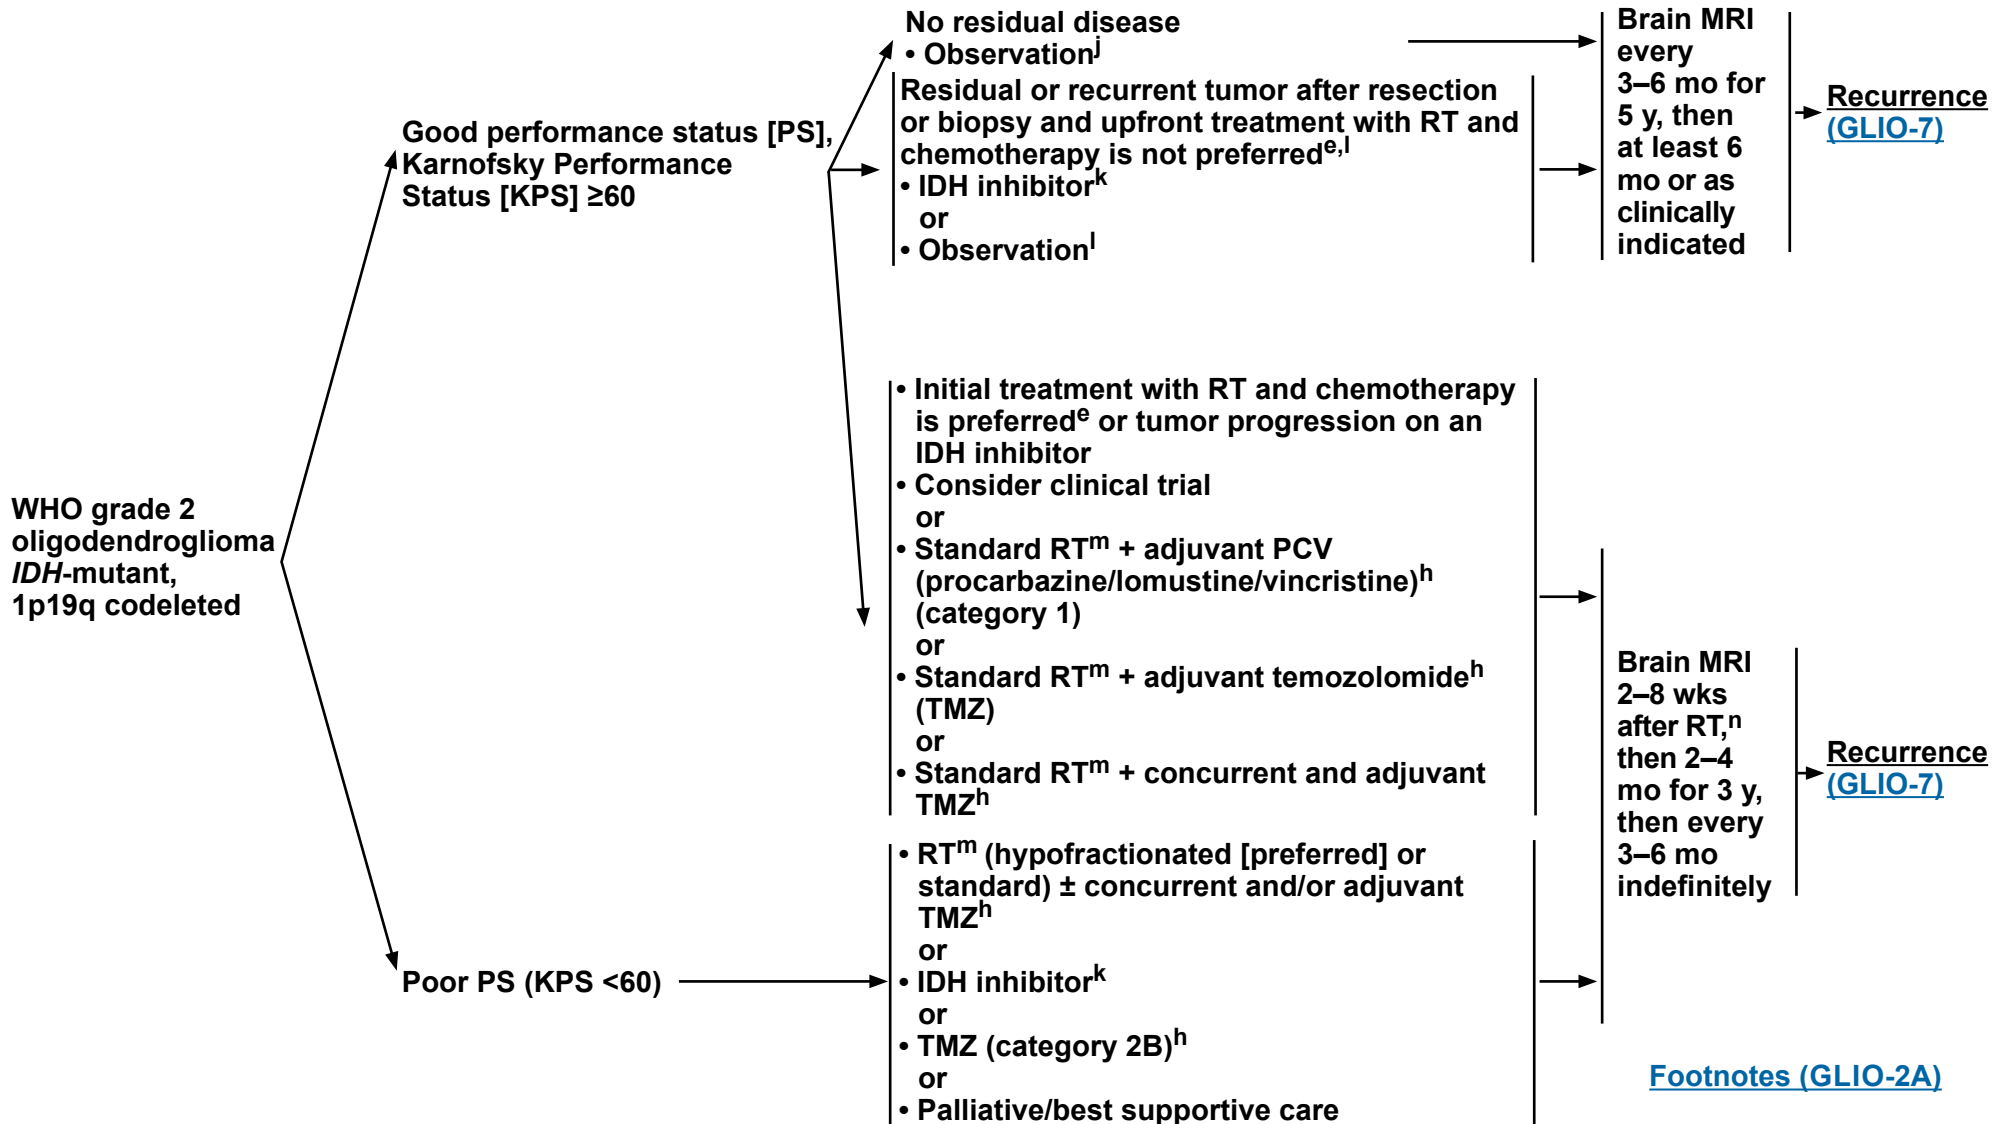 WHO grade 2
oligodendroglioma
IDH-mutant,
1p19q codeleted
Good performance status [PS],
Karnofsky Performance
Status [KPS] ≥60
No residual disease
• Observationj
Residual or recurrent tumor after resection
or biopsy and upfront treatment with RT and
chemotherapy is not preferrede,l
• IDH inhibitork
or
• Observationl
Brain MRI
every
3–6 mo for
5 y, then
at least 6
mo or as
clinically
indicated
Recurrence
(GLIO-7)
• Initial treatment with RT and chemotherapy
is preferrede or tumor progression on an
IDH inhibitor
• Consider clinical trial
or
• Standard RTm + adjuvant PCV
(procarbazine/lomustine/vincristine)h
(category 1)
or
• Standard RTm + adjuvant temozolomideh
(TMZ)
or
• Standard RTm + concurrent and adjuvant
TMZh
Poor PS (KPS <60)
• RTm (hypofractionated [preferred] or
standard) ± concurrent and/or adjuvant
TMZh
or
• IDH inhibitork
or
• TMZ (category 2B)h
or
• Palliative/best supportive care
Brain MRI
2–8 wks
after RT,n
then 2–4
mo for 3 y,
then every
3–6 mo
indefinitely
Recurrence
(GLIO-7)
Footnotes (GLIO-2A)